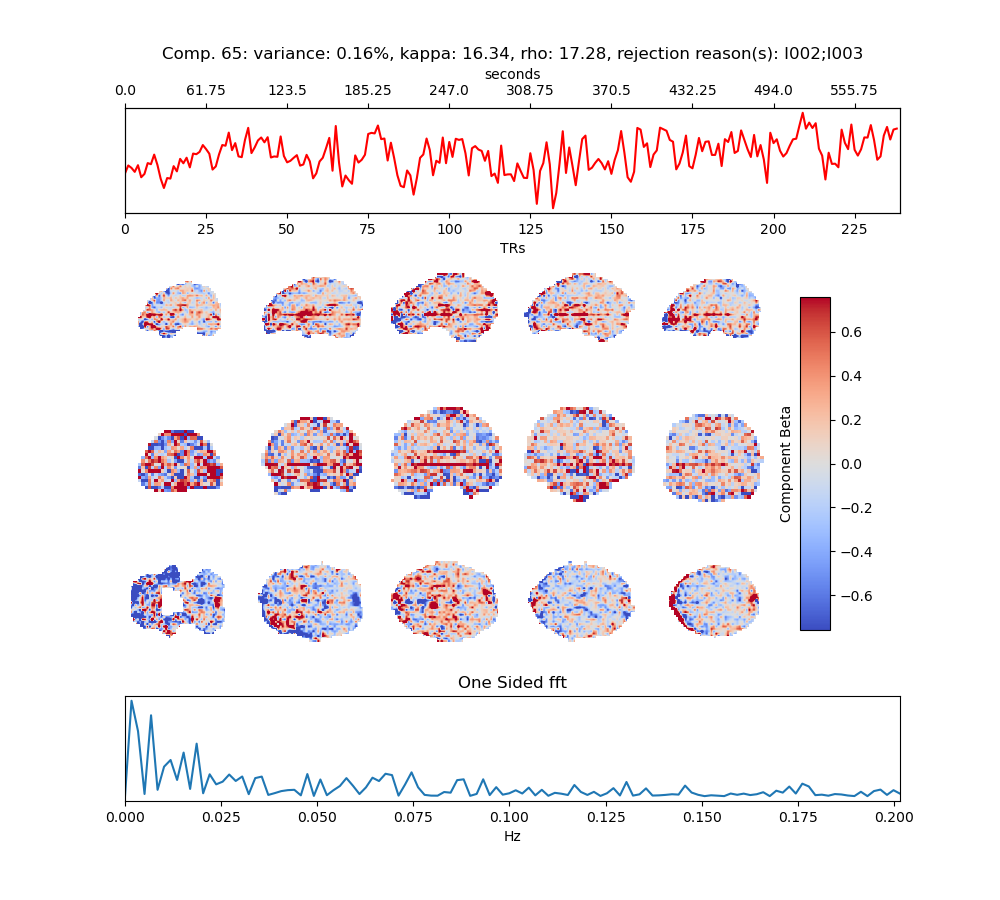 Comp. 65: variance: 0.16%, kappa: 16.34, rho: 17.28, rejection reason(s): I002;I003
seconds
0.0 61.75 123.5 185.25 247.0 308.75 370.5 432.25 494.0 555.75
0 25 50 75 100 125 150 175 200 225
TRs
0.6
0.4
0.2
0.0
−0.2
−0.4
−0.6
Component Beta
One Sided fft
0.000 0.025 0.050 0.075 0.100 0.125 0.150 0.175 0.200
Hz